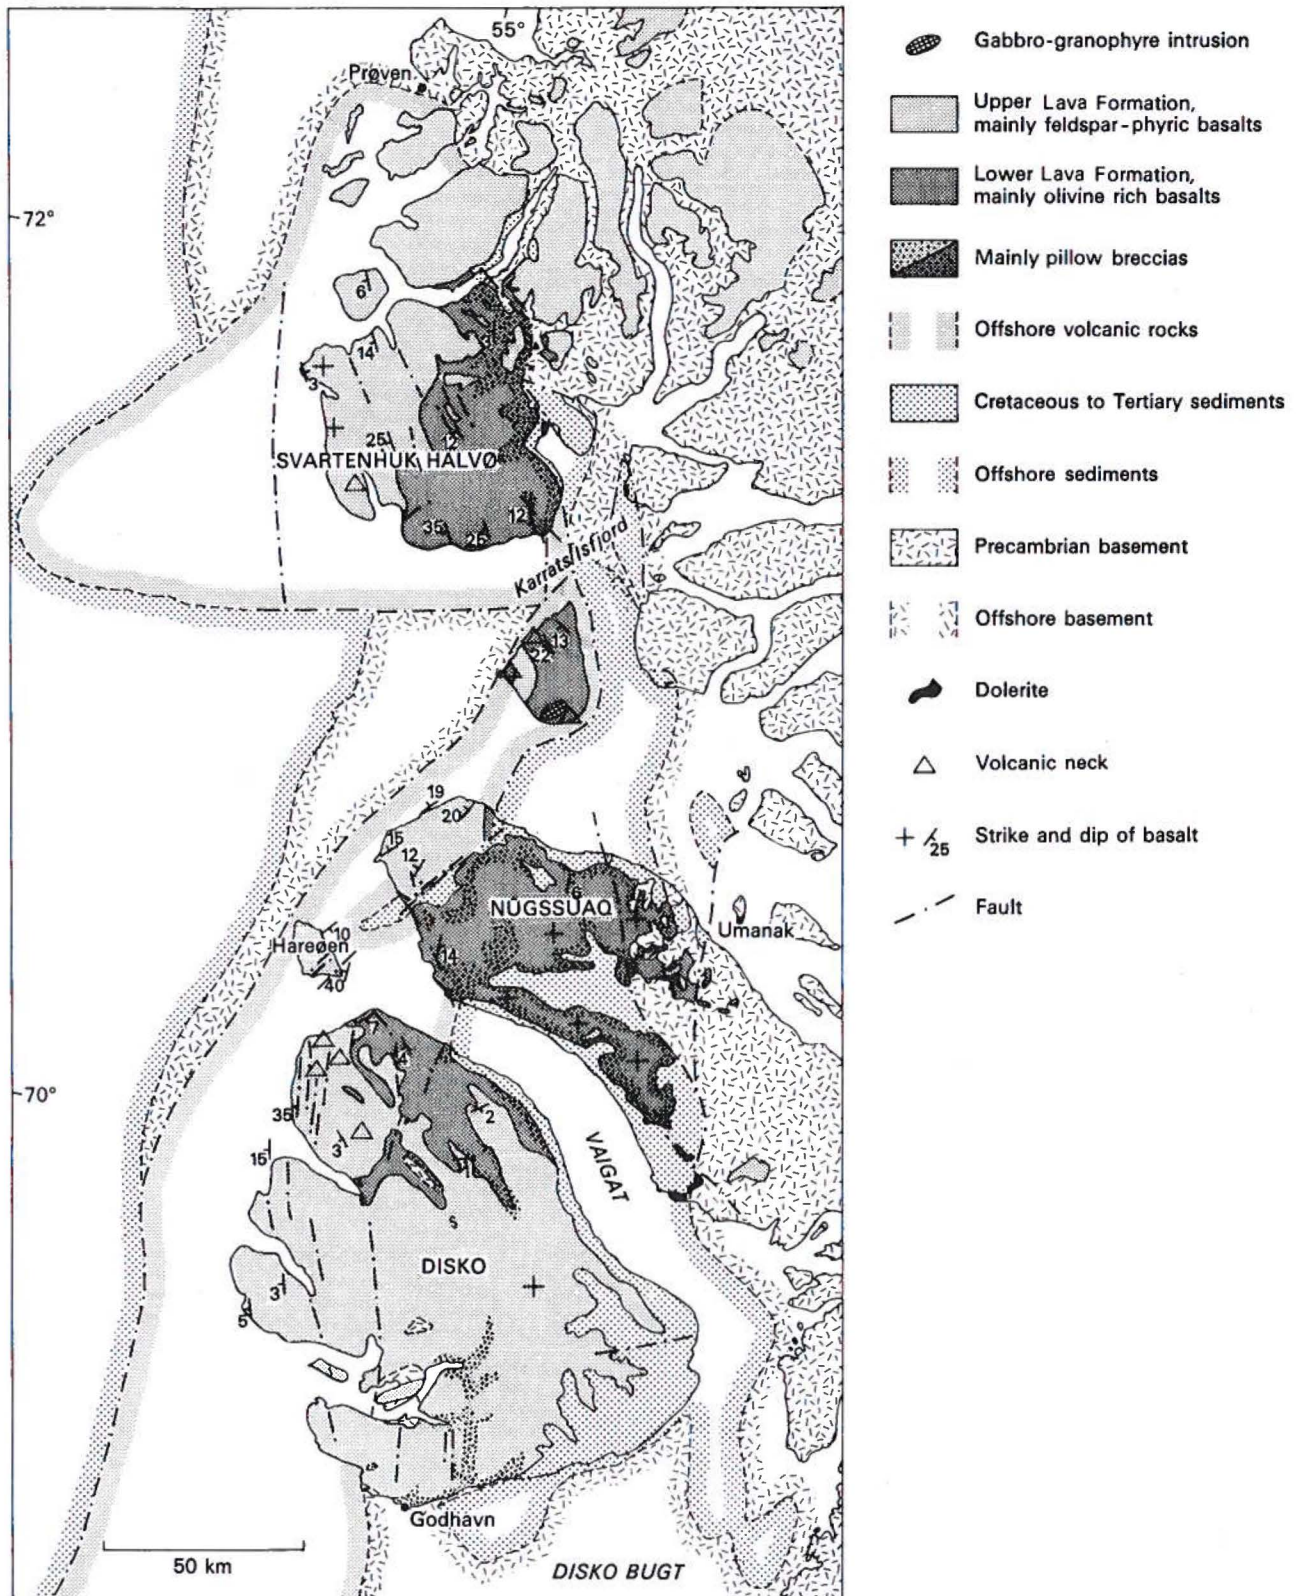 55°
Prøven
72°
6
14
3
25
12
SVARTENHUK HALVØ
35
25
12
Karrats Isfjord
13
22
19
20
15
12
6
NÛGSSUAQ
Umanak
10
Hareøen
14
40
7
4
70°
35
2
3
15
VAIGAT
DISKO
3
5
Godhavn
50 km
DISKO BUGT
Gabbro-granophyre intrusion
Upper Lava Formation,
mainly feldspar-phyric basalts
Lower Lava Formation,
mainly olivine rich basalts
Mainly pillow breccias
Offshore volcanic rocks
Cretaceous to Tertiary sediments
Offshore sediments
Precambrian basement
Offshore basement
Dolerite
Volcanic neck
25
Strike and dip of basalt
Fault